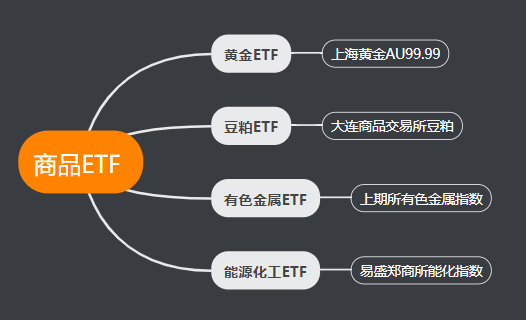 商品ETF
黄金ETF
上海黄金AU99.99
豆粕ETF
大连商品交易所豆粕
有色金属ETF
上期所有色金属指数
能源化工ETF
易盛郑商所能化指数